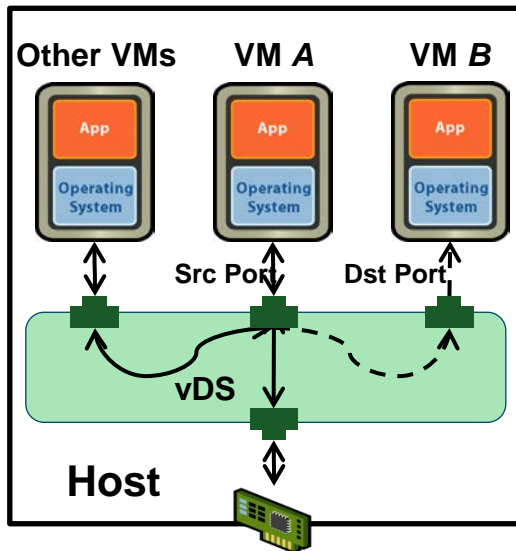 Other VMs
VM A
VM B
App
App
App
Operating
System
Operating
System
Operating
System
Src Port
Dst Port
vDS
Host